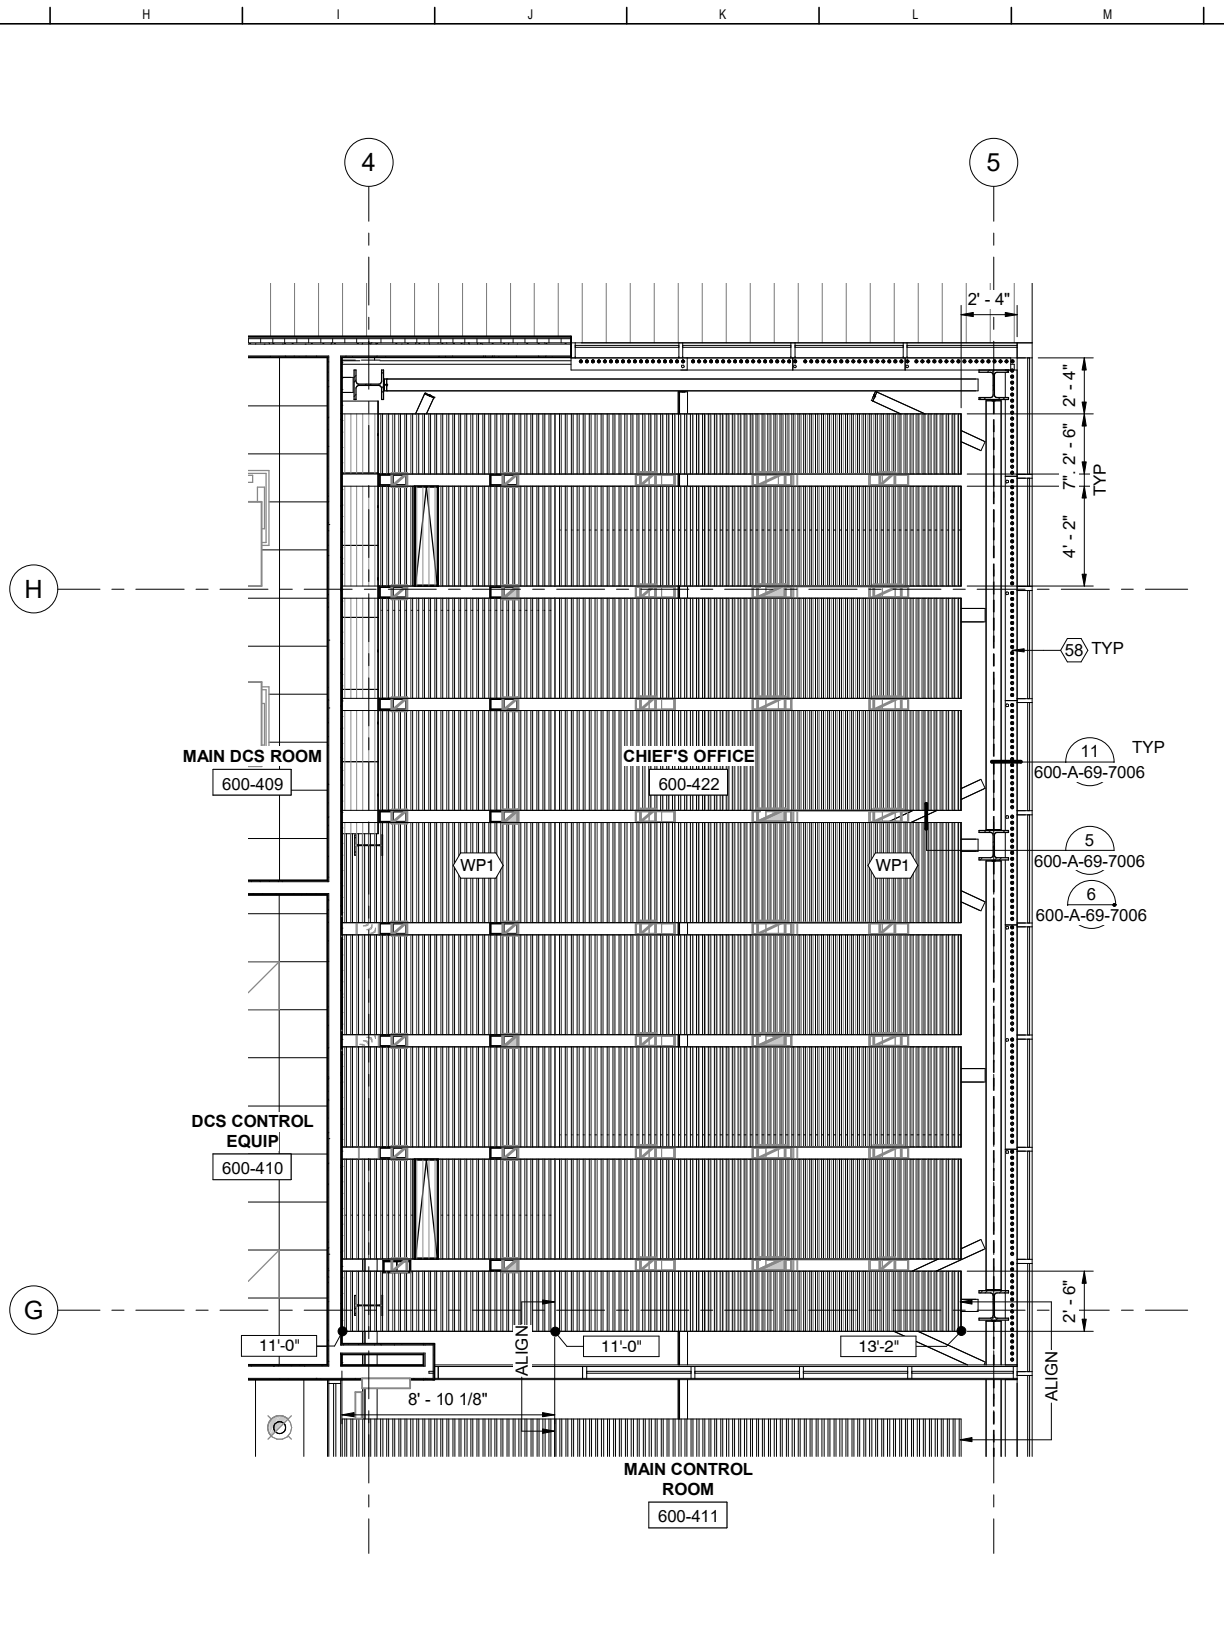 H I J K L M
4 5
2' - 4"
2' - 4"
2' - 6"
7"
TYP
4' - 2"
H
58 TYP
MAIN DCS ROOM
600-409
CHIEF'S OFFICE
600-422
11 TYP
600-A-69-7006
5
600-A-69-7006
WP1 WP1
6
600-A-69-7006
DCS CONTROL
EQUIP
600-410
G
2' - 6"
11'-0" ALIGN 11'-0" 13'-2"
ALIGN
8' - 10 1/8"
MAIN CONTROL
ROOM
600-411